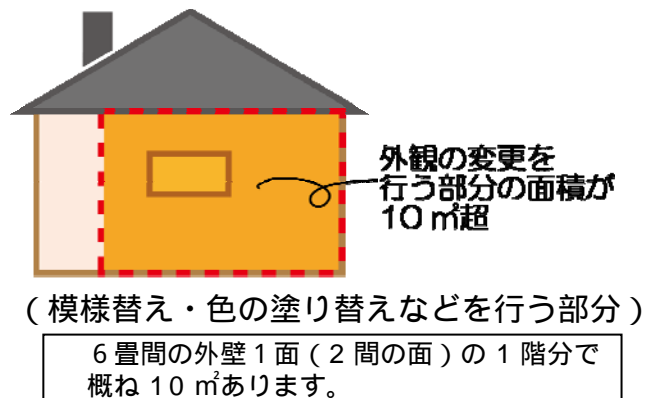 外観の変更を
行う部分の面積が
10㎡超
(模様替え・色の塗り替えなどを行う部分)
6畳間の外壁1面(2間の面)の1階分で
概ね10㎡あります。